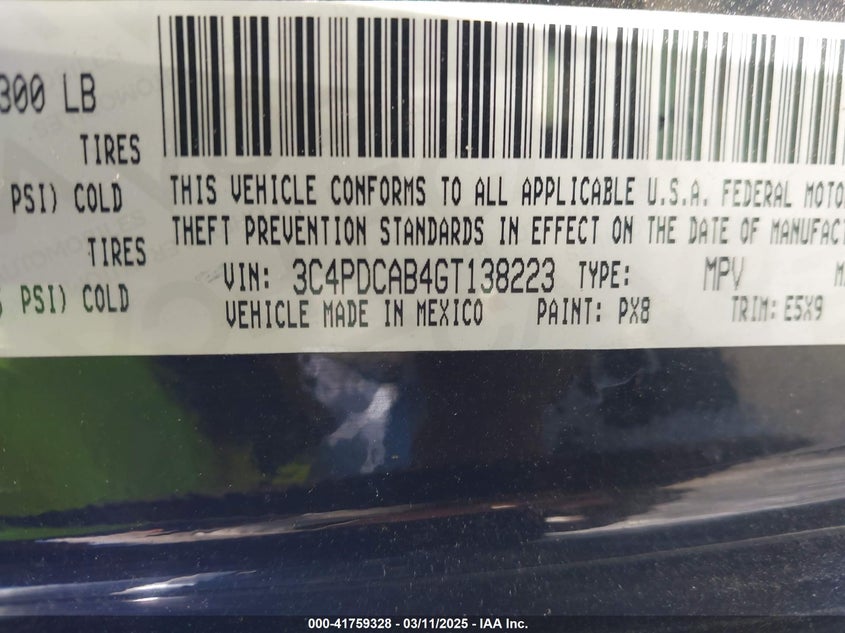 300 LB
TIRES
PSI) COLD
TIRES
PSI) COLD
THIS VEHICLE CONFORMS TO ALL APPLICABLE U.S.A. FEDERAL MOTO
THEFT PREVENTION STANDARDS IN EFFECT ON THE DATE OF MANUFACT
VIN: 3C4PDCAB4GT138223 TYPE: MPV
VEHICLE MADE IN MEXICO PAINT: PX8 TRIM: E5X9
000-41759328 - 03/11/2025 - IAA Inc.